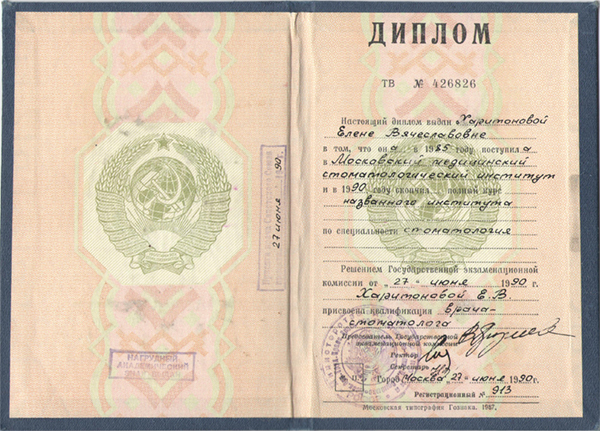 ДИПЛОМ
ТВ № 426826
Настоящий диплом выдан Харитоновой
Елене Вячеславовне
в том, что она в 1985 году поступила
в Московский медицинский
стоматологический институт
и в 1990 году окончила полный курс
названного института
по специальности стоматология
Решением Государственной экзаменационной
комиссии от „27" июня 1990 г.
Харитоновой Е. В.
присвоена квалификация врача-
стоматолога
Председатель Государственной
экзаменационной комиссии
Ректор
Секретарь
Город Москва 27 июня 1990 г.
Регистрационный № 913
Московская типография Гознака. 1987.
27 июня 90 г.
НАГРУДНЫЙ
АКАДЕМИЧЕСКИЙ